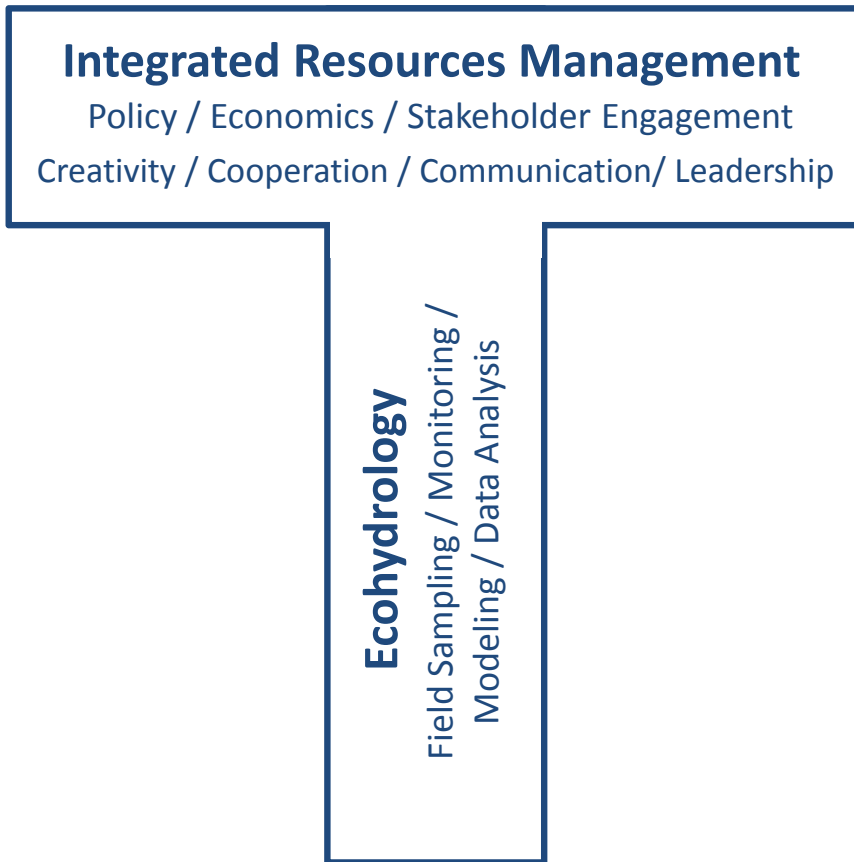 Integrated Resources Management
Policy / Economics / Stakeholder Engagement
Creativity / Cooperation / Communication/ Leadership
Ecohydrology
Field Sampling / Monitoring /
Modeling / Data Analysis